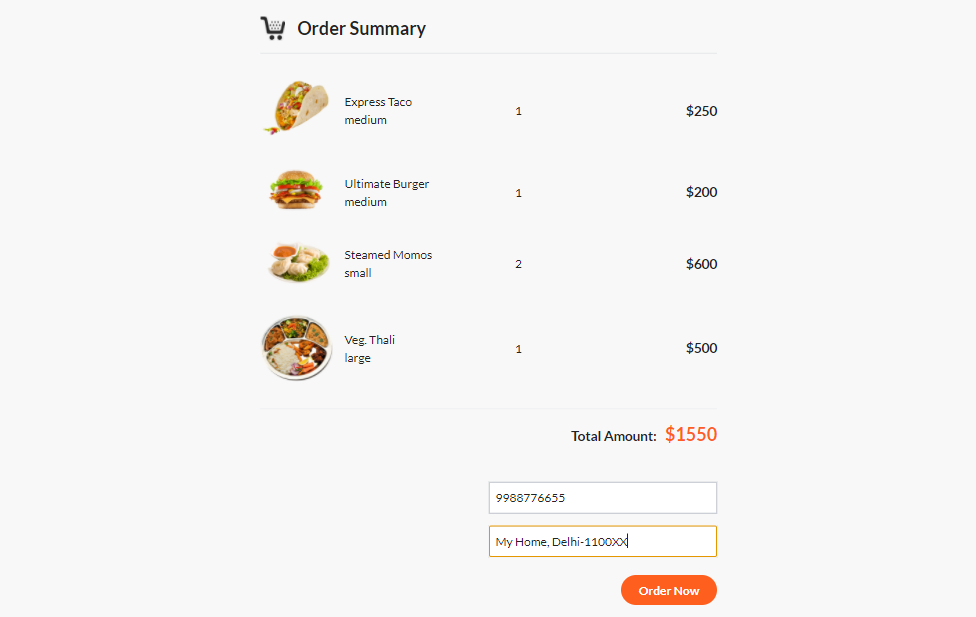 Order Summary
Express Taco
medium
1
$250
Ultimate Burger
medium
1
$200
Steamed Momos
small
2
$600
Veg. Thali
large
1
$500
Total Amount: $1550
9988776655
My Home, Delhi-1100XX
Order Now